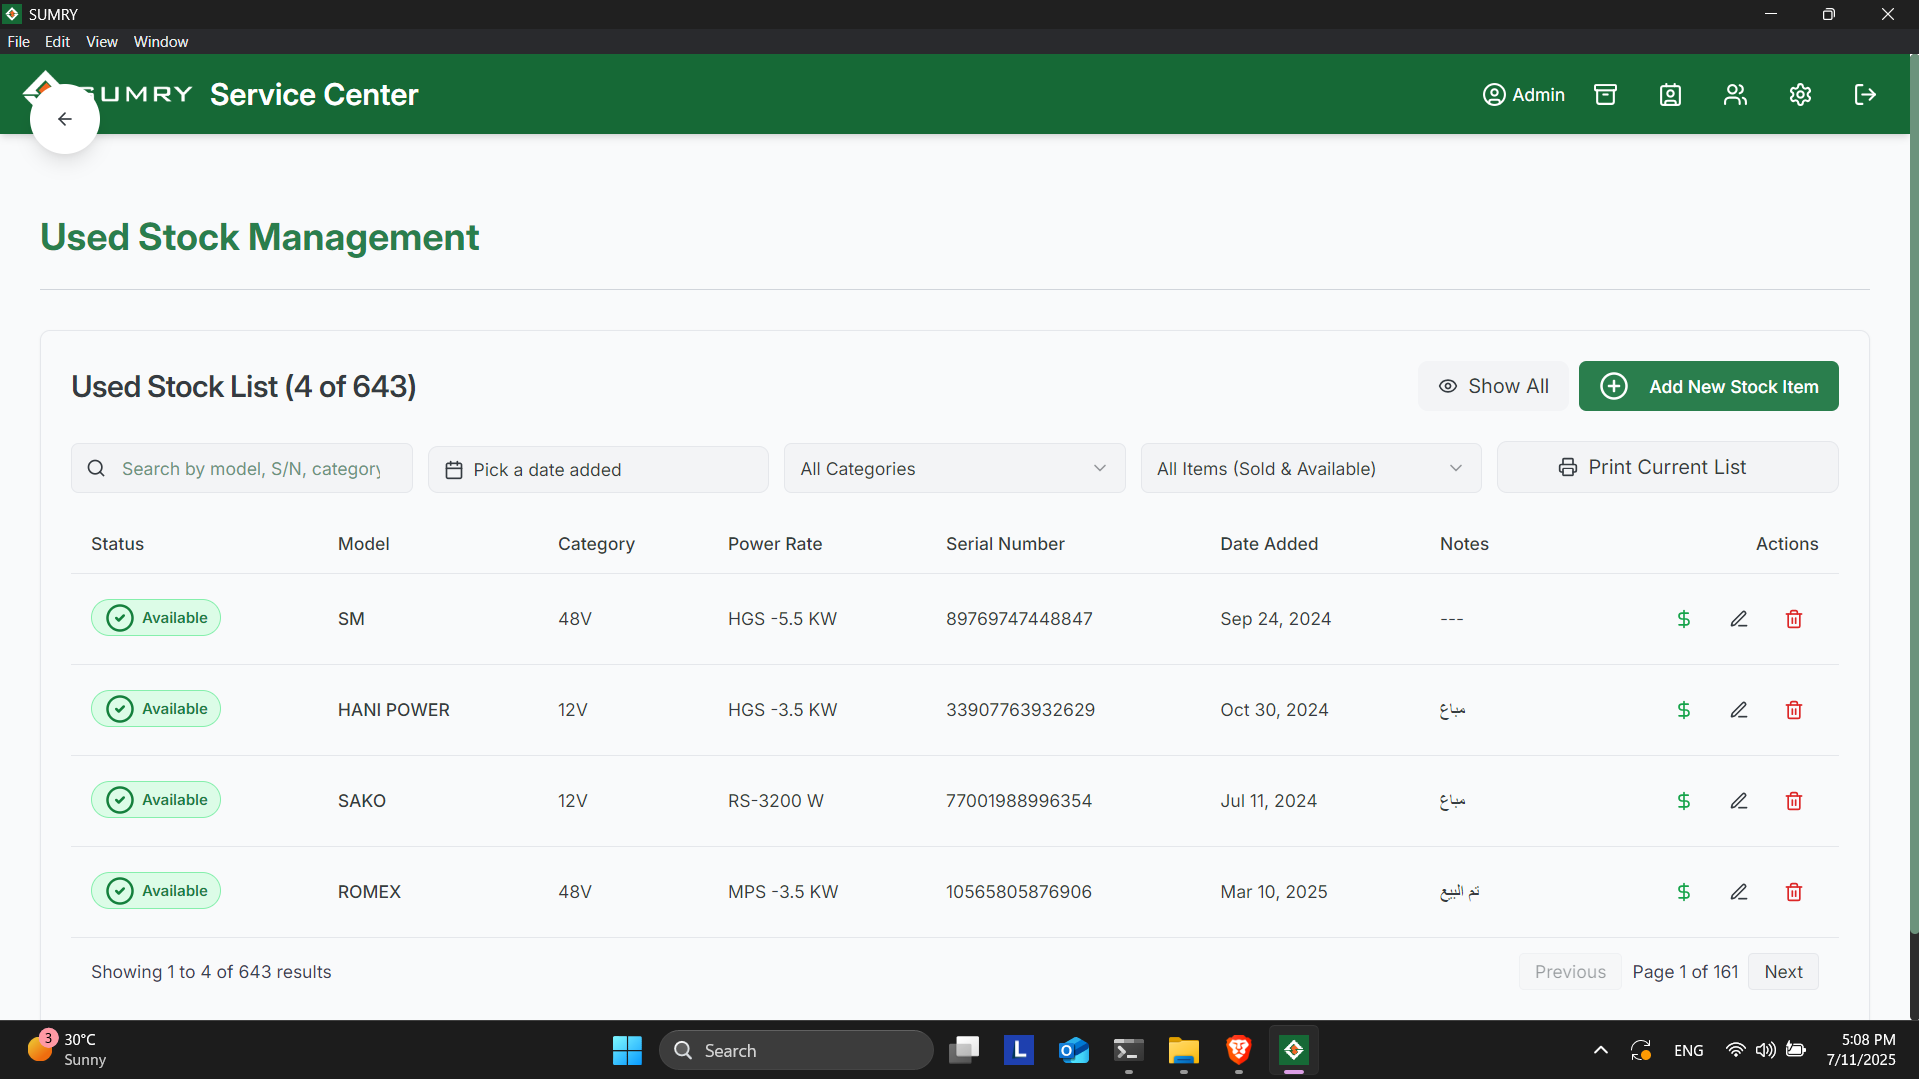 SUMRY
File Edit View Window
SUMRY Service Center
Admin
Used Stock Management
Used Stock List (4 of 643)
Show All
Add New Stock Item
Search by model, S/N, category
Pick a date added
All Categories
All Items (Sold & Available)
Print Current List
Status Model Category Power Rate Serial Number Date Added Notes Actions
Available SM 48V HGS -5.5 KW 89769747448847 Sep 24, 2024 ---
Available HANI POWER 12V HGS -3.5 KW 33907763932629 Oct 30, 2024 مباع
Available SAKO 12V RS-3200 W 77001988996354 Jul 11, 2024 مباع
Available ROMEX 48V MPS -3.5 KW 10565805876906 Mar 10, 2025 تم البيع
Showing 1 to 4 of 643 results
Previous Page 1 of 161 Next
3 30°C
Sunny
Search
L
ENG
5:08 PM
7/11/2025